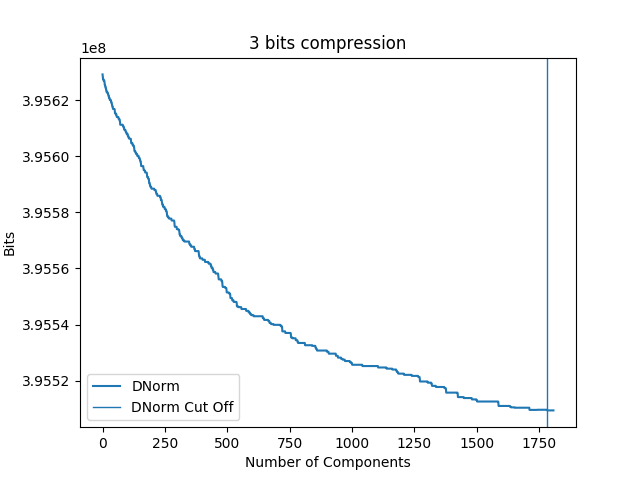 3 bits compression
1e8
3.9562
3.9560
3.9558
3.9556
3.9554
3.9552
Bits
DNorm
DNorm Cut Off
0 250 500 750 1000 1250 1500 1750
Number of Components